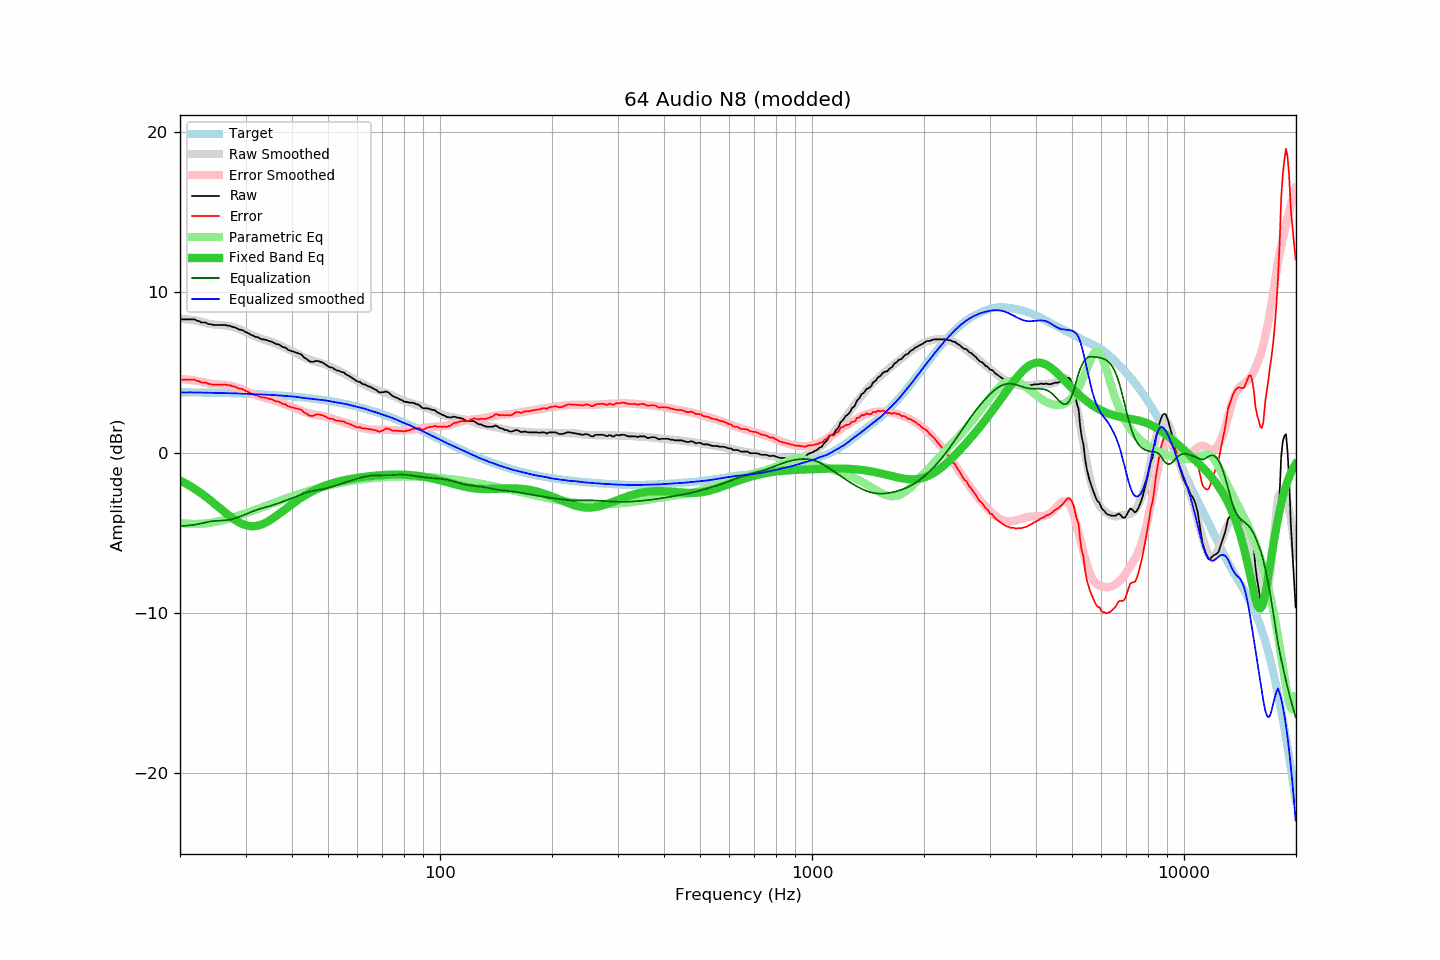 64 Audio N8 (modded)
Target
Raw Smoothed
Error Smoothed
Raw
Error
Parametric Eq
Fixed Band Eq
Equalization
Equalized smoothed
20
10
0
−10
−20
Amplitude (dBr)
100
1000
10000
Frequency (Hz)